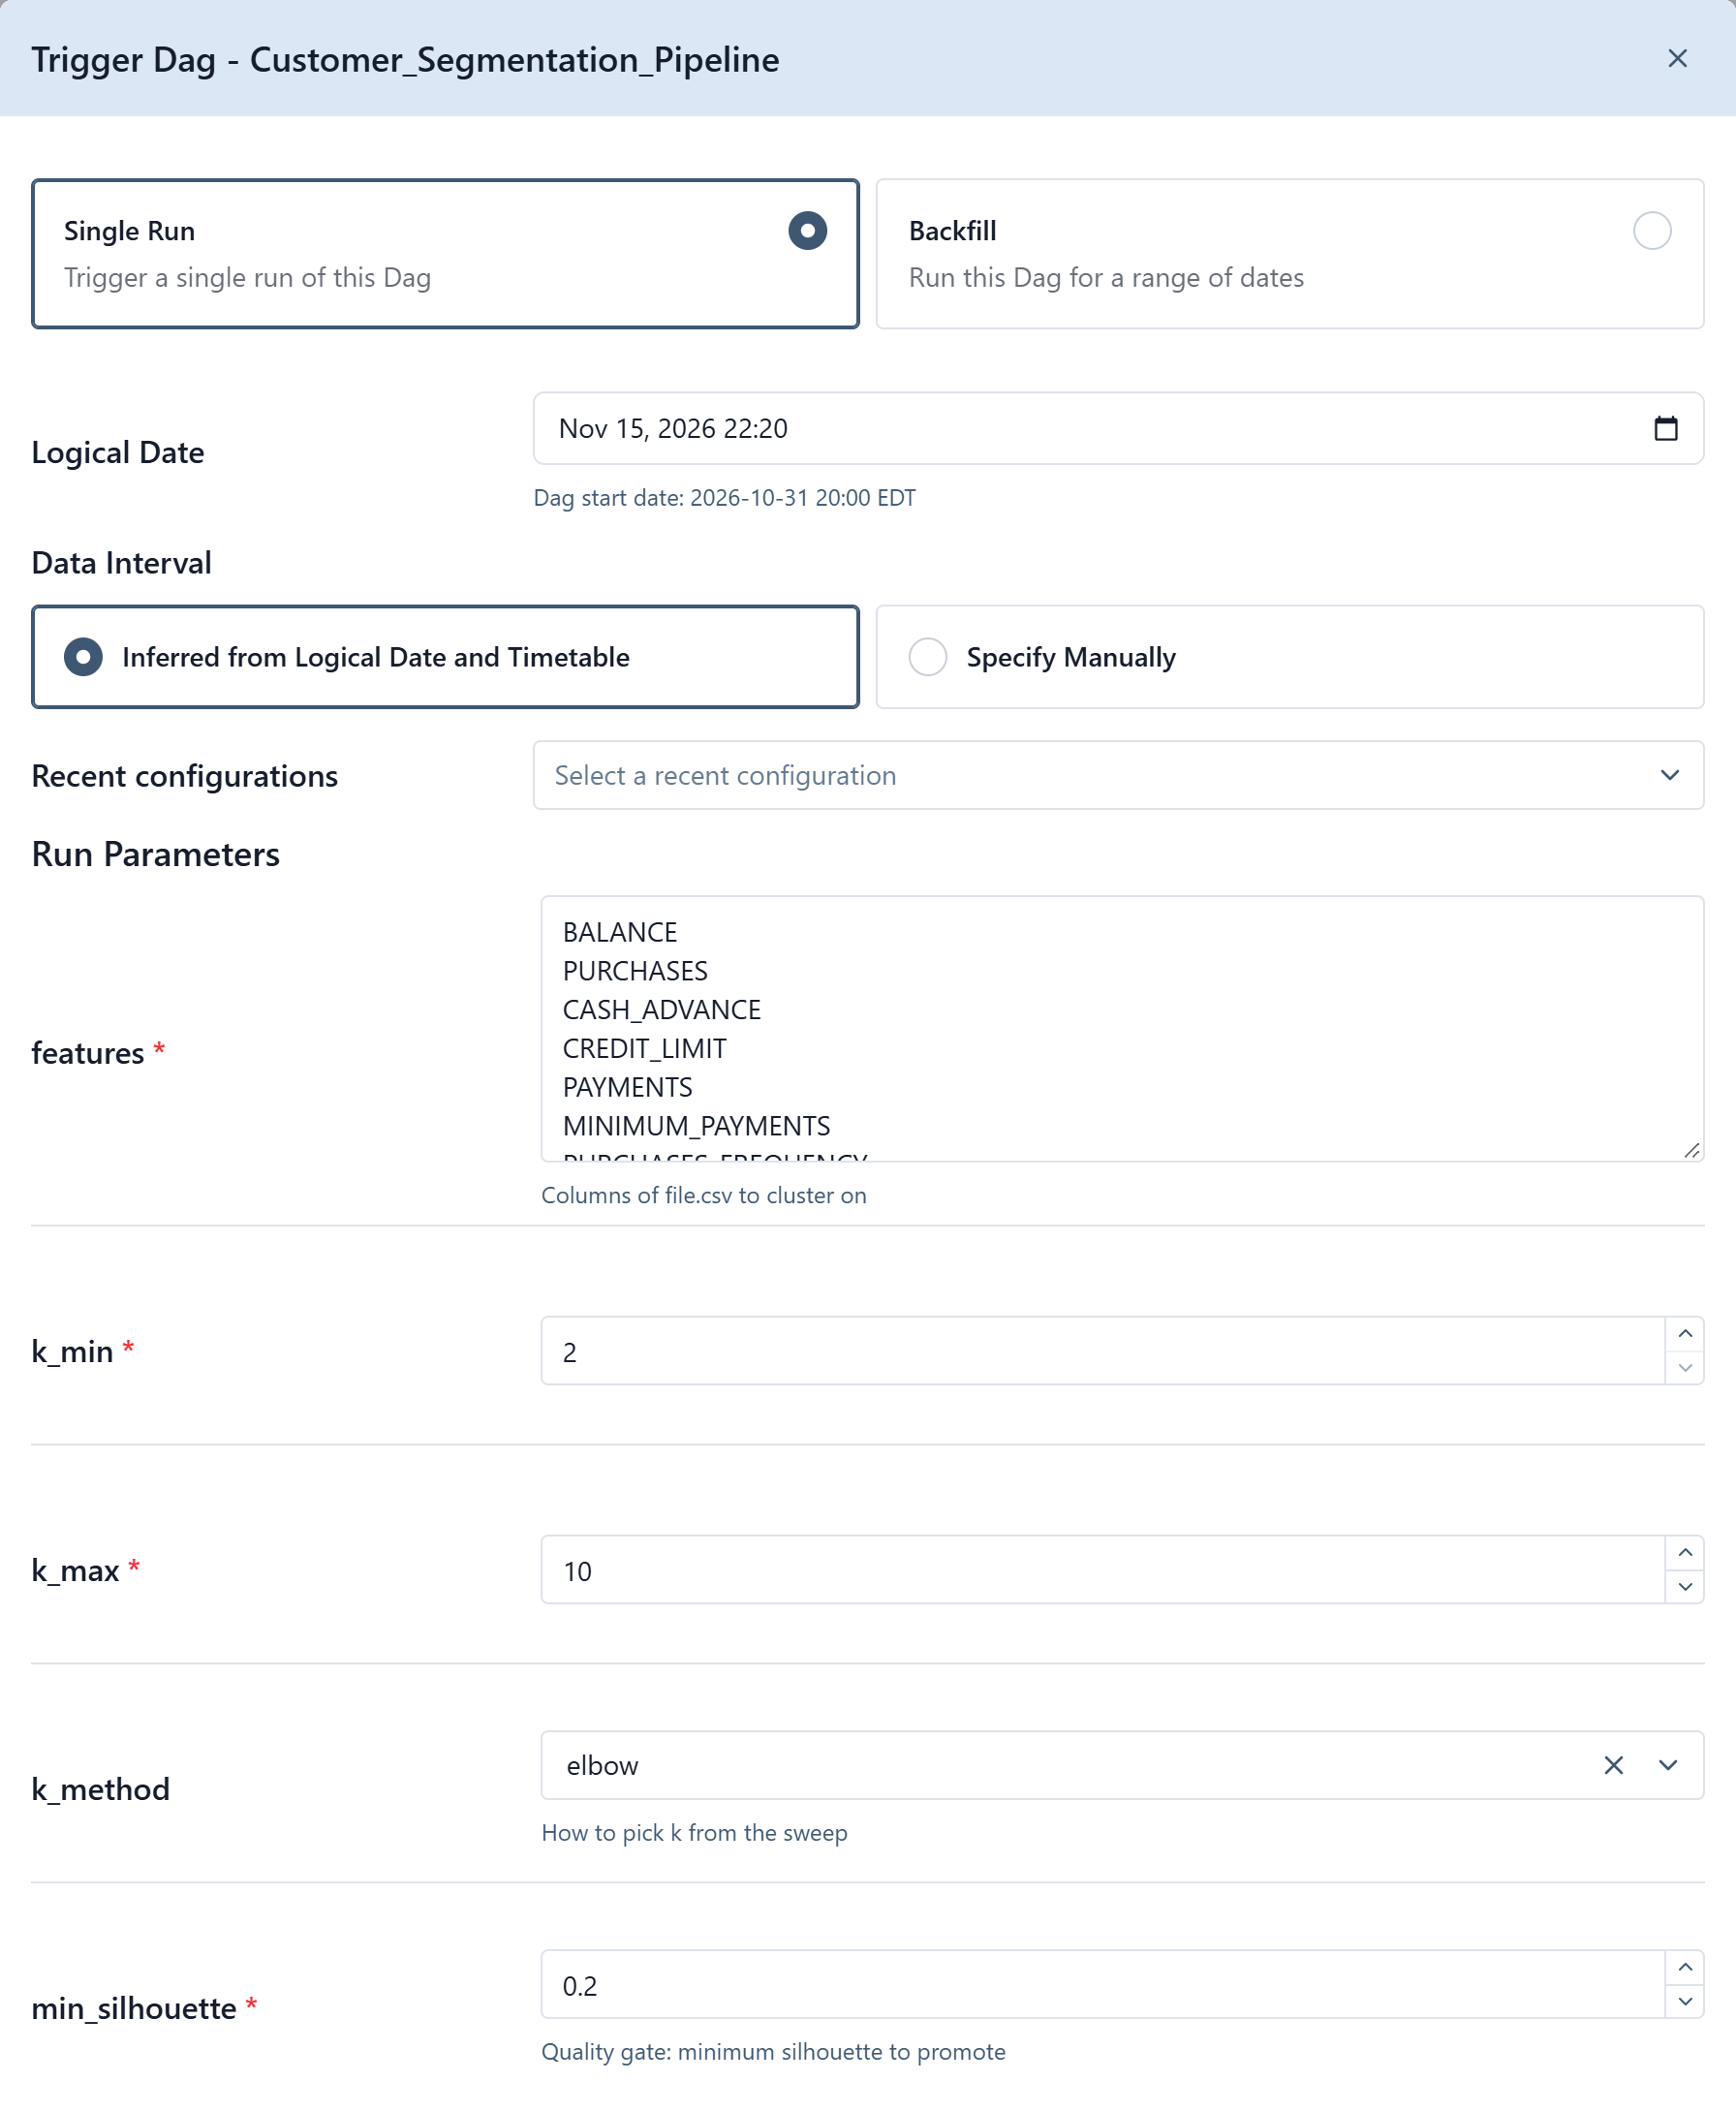 Trigger Dag - Customer_Segmentation_Pipeline
Single Run
Trigger a single run of this Dag
Backfill
Run this Dag for a range of dates
Logical Date
Nov 15, 2026 22:20
Dag start date: 2026-10-31 20:00 EDT
Data Interval
Inferred from Logical Date and Timetable
Specify Manually
Recent configurations
Select a recent configuration
Run Parameters
features *
BALANCE
PURCHASES
CASH_ADVANCE
CREDIT_LIMIT
PAYMENTS
MINIMUM_PAYMENTS
PURCHASES_FREQUENCY
Columns of file.csv to cluster on
k_min *
2
k_max *
10
k_method
elbow
How to pick k from the sweep
min_silhouette *
0.2
Quality gate: minimum silhouette to promote